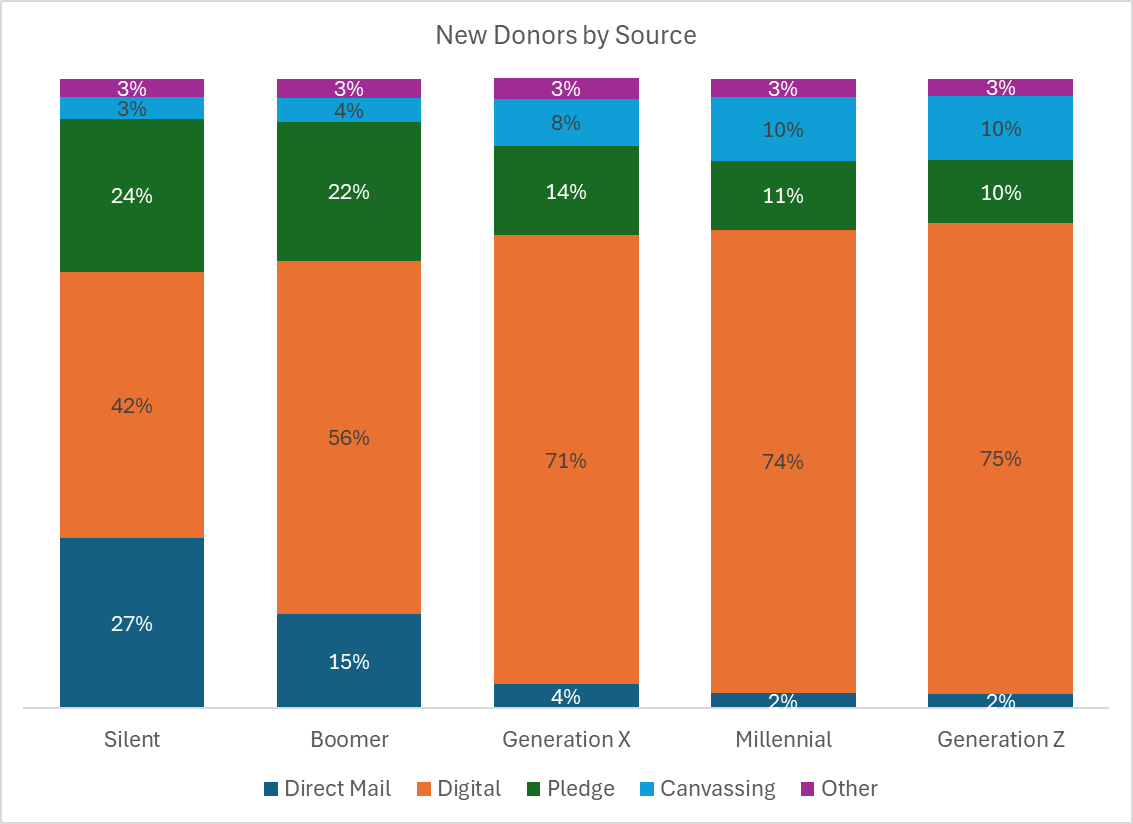 New Donors by Source
3% 3% 3% 3% 3%
3% 4% 8% 10% 10%
24% 22% 14% 11% 10%
42% 56% 71% 74% 75%
27% 15% 4% 2% 2%
Silent Boomer Generation X Millennial Generation Z
Direct Mail Digital Pledge Canvassing Other